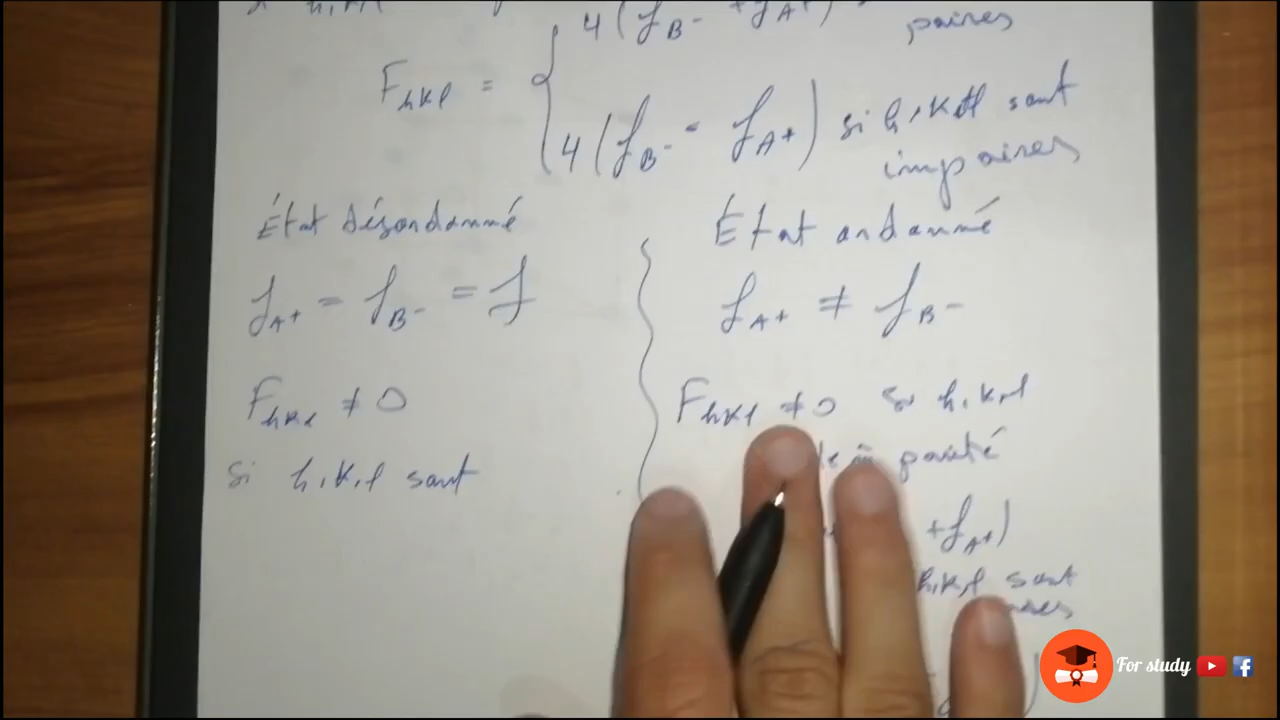 4(f_B- + f_A+) s
paires
F_hkl =
4(f_B- - f_A+) si h,k,l sont
impaires
État désordonné
État ordonné
f_A+ = f_B- = f
f_A+ ≠ f_B-
F_hkl ≠ 0
F_hkl ≠ 0 si h,k,l
parité
si h,k,l sont
+f_A+)
h,k,l sont
For study